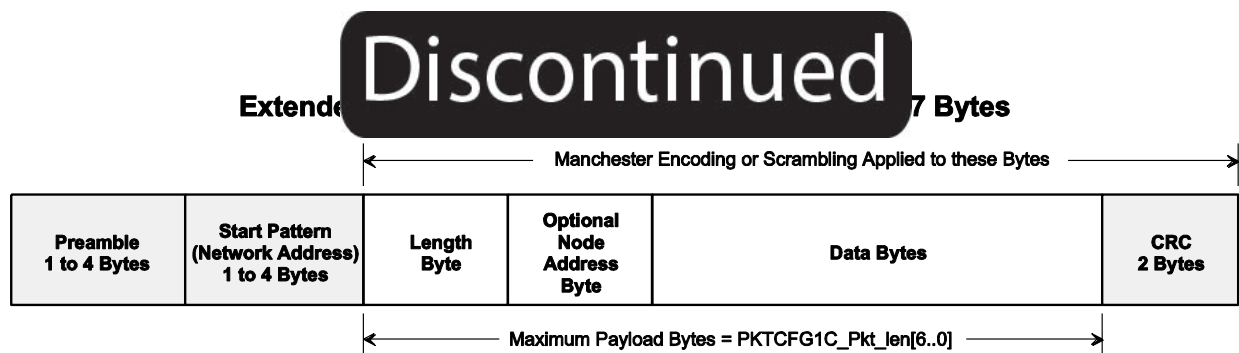 Discontinued
7 Bytes
Manchester Encoding or Scrambling Applied to these Bytes
Preamble
1 to 4 Bytes
Start Pattern
(Network Address)
1 to 4 Bytes
Length
Byte
Optional
Node
Address
Byte
Data Bytes
CRC
2 Bytes
Maximum Payload Bytes = PKTCFG1C_Pkt_len[6..0]